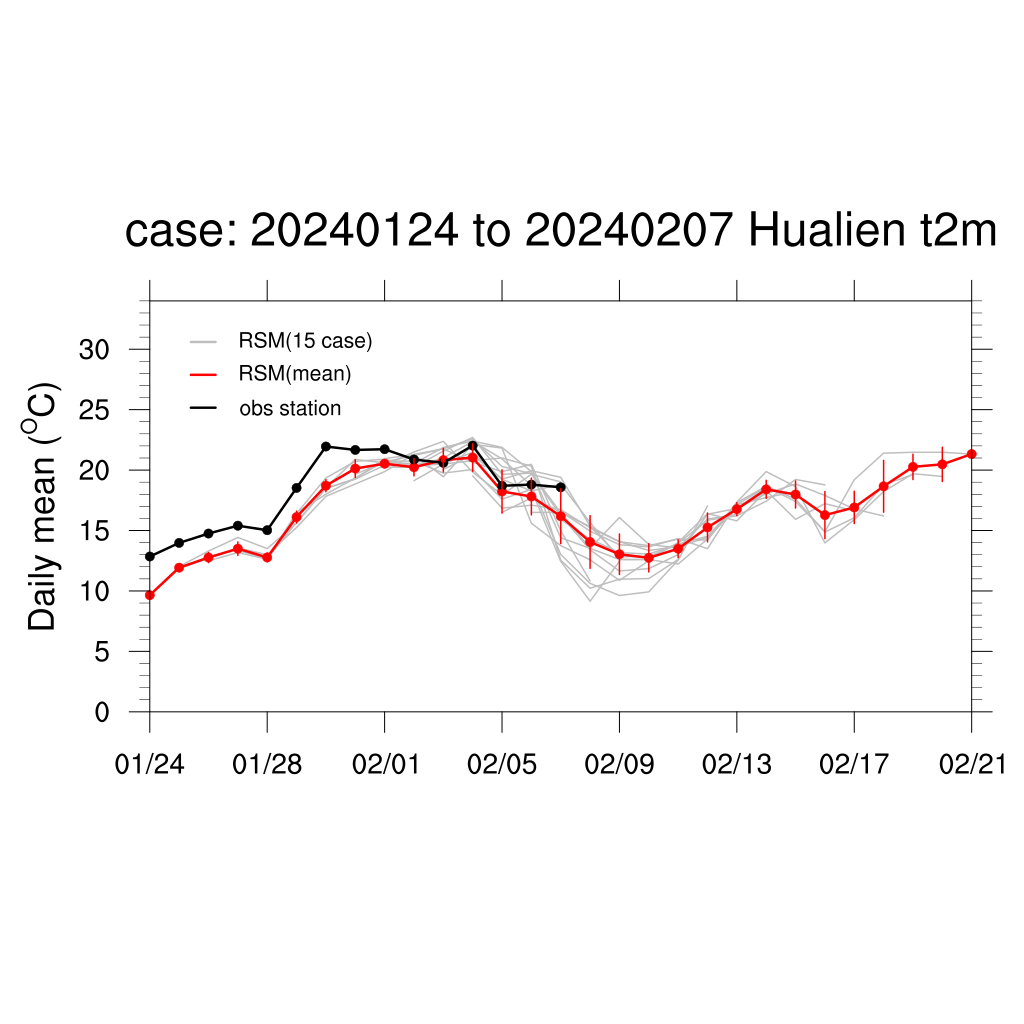 case: 20240124 to 20240207 Hualien t2m
RSM(15 case)
RSM(mean)
obs station
Daily mean (°C)
30
25
20
15
10
5
0
01/24 01/28 02/01 02/05 02/09 02/13 02/17 02/21